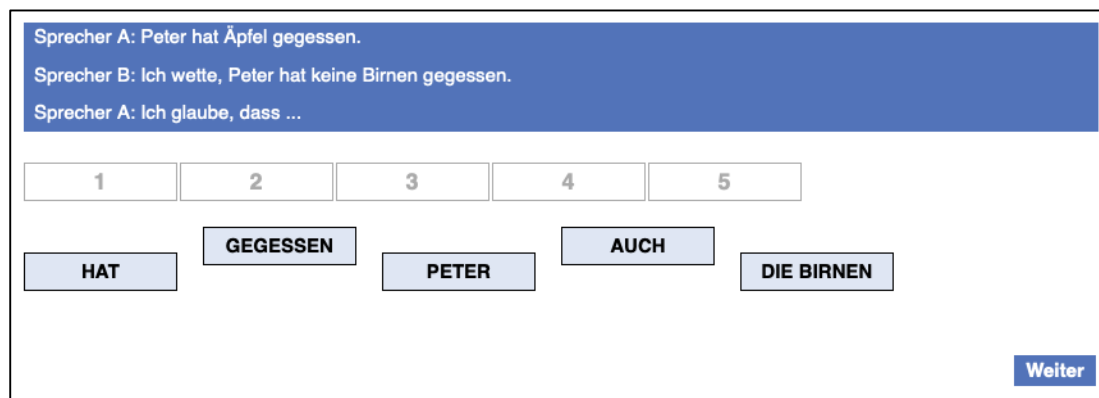 Sprecher A: Peter hat Äpfel gegessen.
Sprecher B: Ich wette, Peter hat keine Birnen gegessen.
Sprecher A: Ich glaube, dass ...
1 2 3 4 5
GEGESSEN AUCH
HAT PETER DIE BIRNEN
Weiter